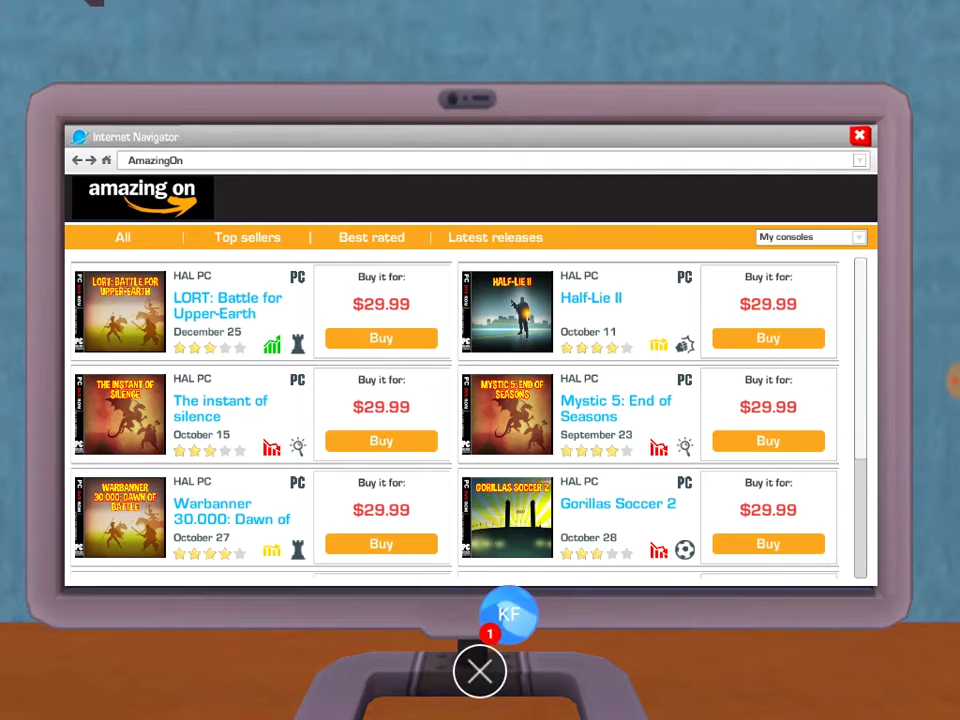 Internet Navigator
AmazingOn
amazing on
All | Top sellers | Best rated | Latest releases
My consoles
LORT: BATTLE FOR
UPPER-EARTH
HAL PC
PC
LORT: Battle for
Upper-Earth
December 25
Buy it for:
$29.99
Buy
HALF-LIE II
HAL PC
PC
Half-Lie II
October 11
Buy it for:
$29.99
Buy
THE INSTANT OF
SILENCE
HAL PC
PC
The instant of
silence
October 15
Buy it for:
$29.99
Buy
MYSTIC 5: END OF
SEASONS
HAL PC
PC
Mystic 5: End of
Seasons
September 23
Buy it for:
$29.99
Buy
WARBANNER
30.000: DAWN OF
BATTLE
HAL PC
PC
Warbanner
30.000: Dawn of
October 27
Buy it for:
$29.99
Buy
GORILLAS SOCCER 2
HAL PC
PC
Gorillas Soccer 2
October 28
Buy it for:
$29.99
Buy
KF
1